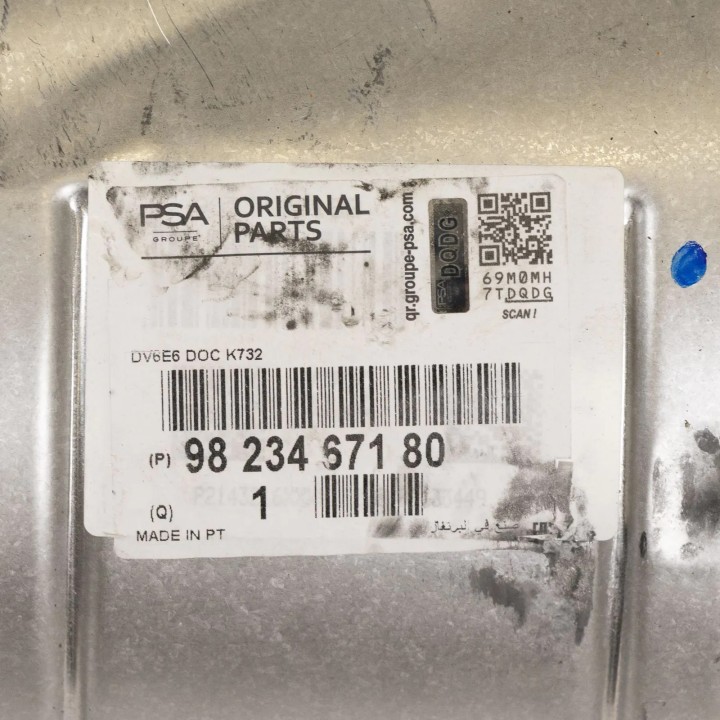 PSA
GROUPE
ORIGINAL
PARTS
qr.groupe-psa.com
PSA
DQDG
69M0MH
7TDQDG
SCAN!
DV6E6 DOC K732
(P) 98 234 671 80
(Q) 1
MADE IN PT
صنع في لبرتغال